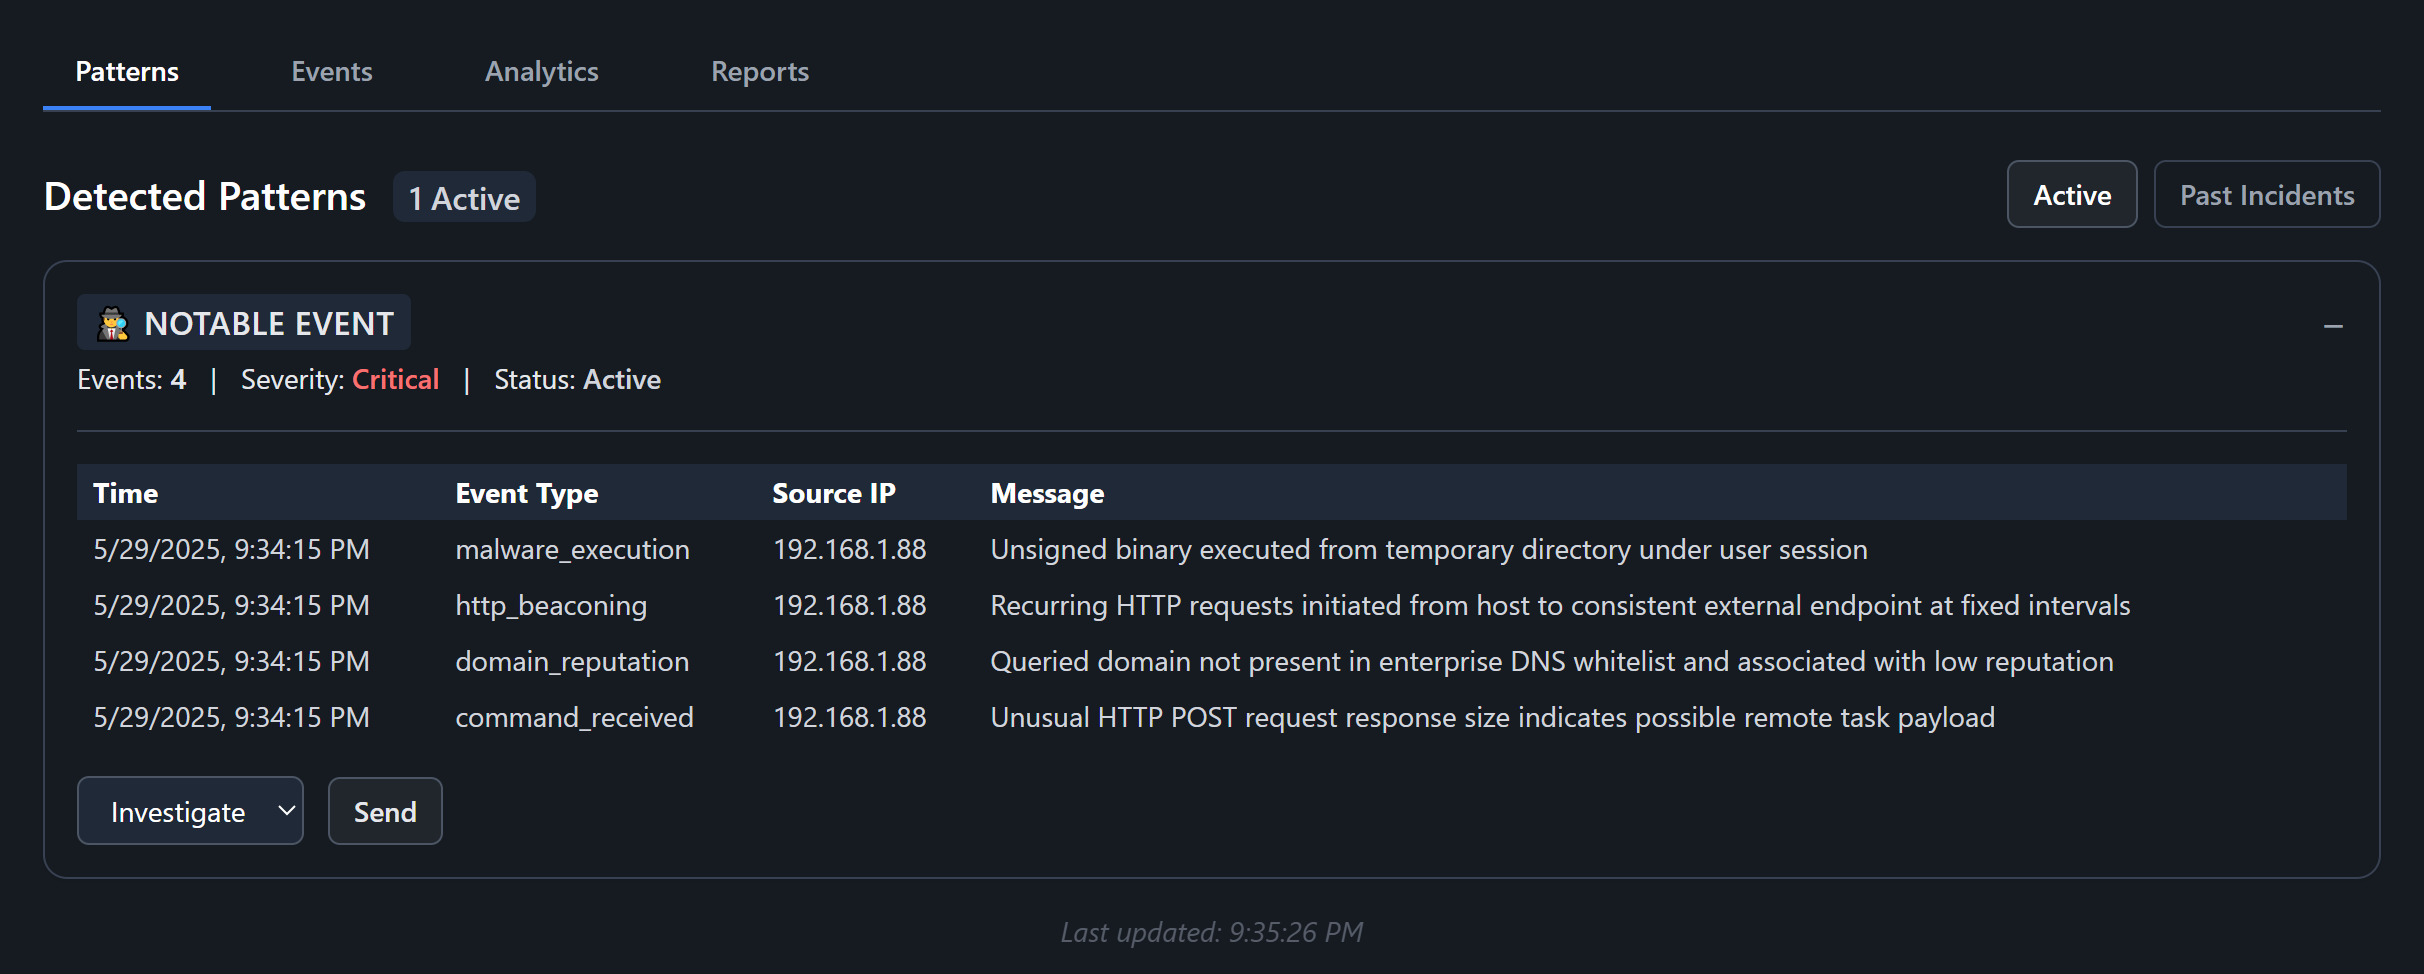 Patterns Events Analytics Reports
Detected Patterns 1 Active Active Past Incidents
NOTABLE EVENT
Events: 4 | Severity: Critical | Status: Active
Time Event Type Source IP Message
5/29/2025, 9:34:15 PM malware_execution 192.168.1.88 Unsigned binary executed from temporary directory under user session
5/29/2025, 9:34:15 PM http_beaconing 192.168.1.88 Recurring HTTP requests initiated from host to consistent external endpoint at fixed intervals
5/29/2025, 9:34:15 PM domain_reputation 192.168.1.88 Queried domain not present in enterprise DNS whitelist and associated with low reputation
5/29/2025, 9:34:15 PM command_received 192.168.1.88 Unusual HTTP POST request response size indicates possible remote task payload
Investigate Send
Last updated: 9:35:26 PM